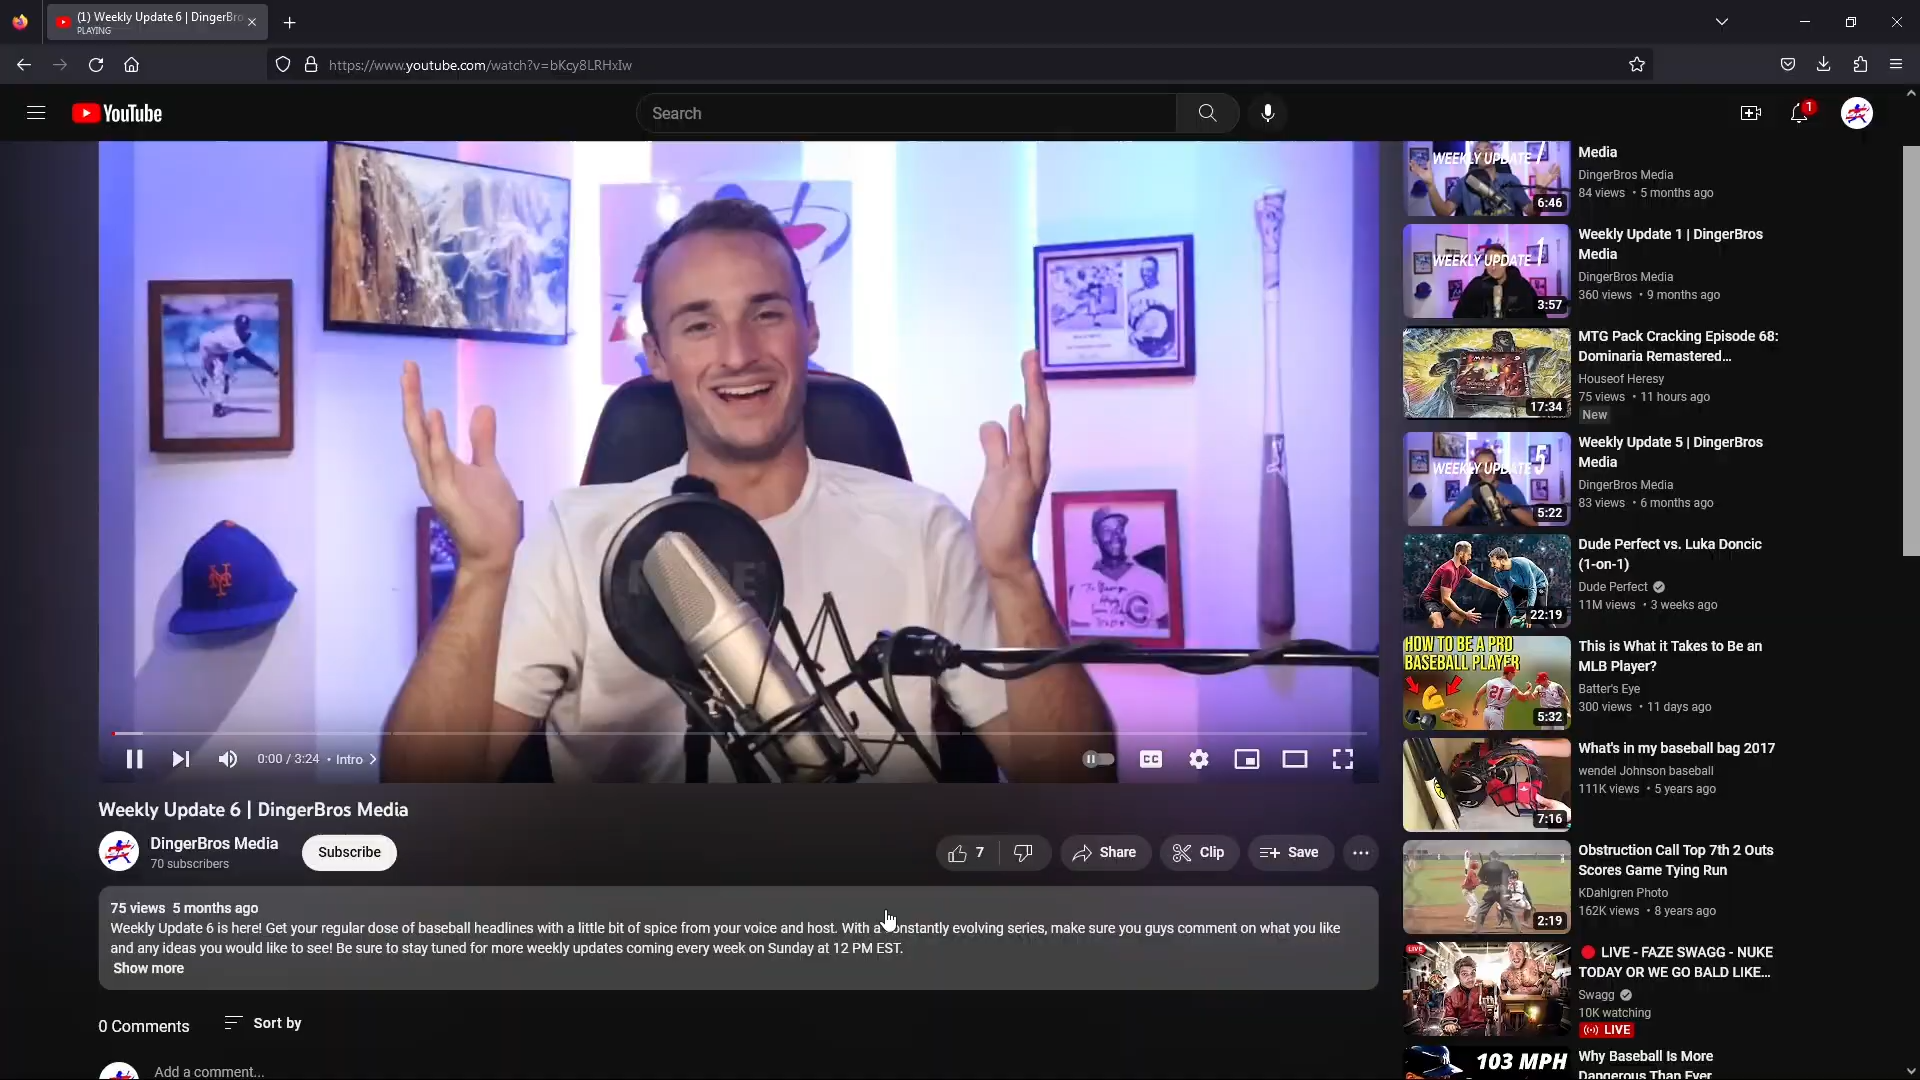 (1) Weekly Update 6 | DingerBro
PLAYING
https://www.youtube.com/watch?v=bKcy8LRHxIw
YouTube
Search
1
0:00 / 3:24 • Intro
CC
Weekly Update 6 | DingerBros Media
DingerBros Media
70 subscribers
Subscribe
7
Share
Clip
Save
75 views 5 months ago
Weekly Update 6 is here! Get your regular dose of baseball headlines with a little bit of spice from your voice and host. With a constantly evolving series, make sure you guys comment on what you like
and any ideas you would like to see! Be sure to stay tuned for more weekly updates coming every week on Sunday at 12 PM EST.
Show more
0 Comments
Sort by
Add a comment...
WEEKLY UPDATE 7
6:46
Media
DingerBros Media
84 views • 5 months ago
WEEKLY UPDATE 1
3:57
Weekly Update 1 | DingerBros
Media
DingerBros Media
360 views • 9 months ago
17:34
MTG Pack Cracking Episode 68:
Dominaria Remastered...
Houseof Heresy
75 views • 11 hours ago
New
WEEKLY UPDATE 5
5:22
Weekly Update 5 | DingerBros
Media
DingerBros Media
83 views • 6 months ago
22:19
Dude Perfect vs. Luka Doncic
(1-on-1)
Dude Perfect
11M views • 3 weeks ago
HOW TO BE A PRO
BASEBALL PLAYER
21
5:32
This is What it Takes to Be an
MLB Player?
Batter's Eye
300 views • 11 days ago
7:16
What's in my baseball bag 2017
wendel Johnson baseball
111K views • 5 years ago
2:19
Obstruction Call Top 7th 2 Outs
Scores Game Tying Run
KDahlgren Photo
162K views • 8 years ago
LIVE
LIVE - FAZE SWAGG - NUKE
TODAY OR WE GO BALD LIKE...
Swagg
10K watching
LIVE
103 MPH
Why Baseball Is More
Dangerous Than Ever